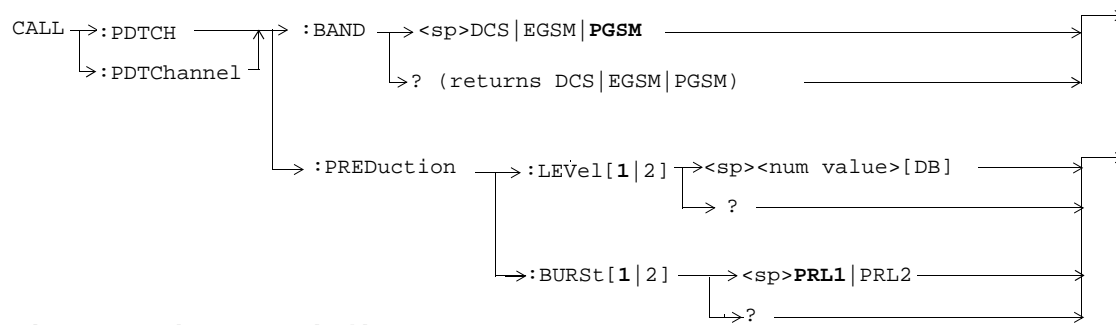 CALL :PDTCH :BAND <sp>DCS|EGSM|PGSM
:PDTChannel ? (returns DCS|EGSM|PGSM)
:PREDuction :LEVel[1|2] <sp><num value>[DB]
?
:BURSt[1|2] <sp>PRL1|PRL2
?